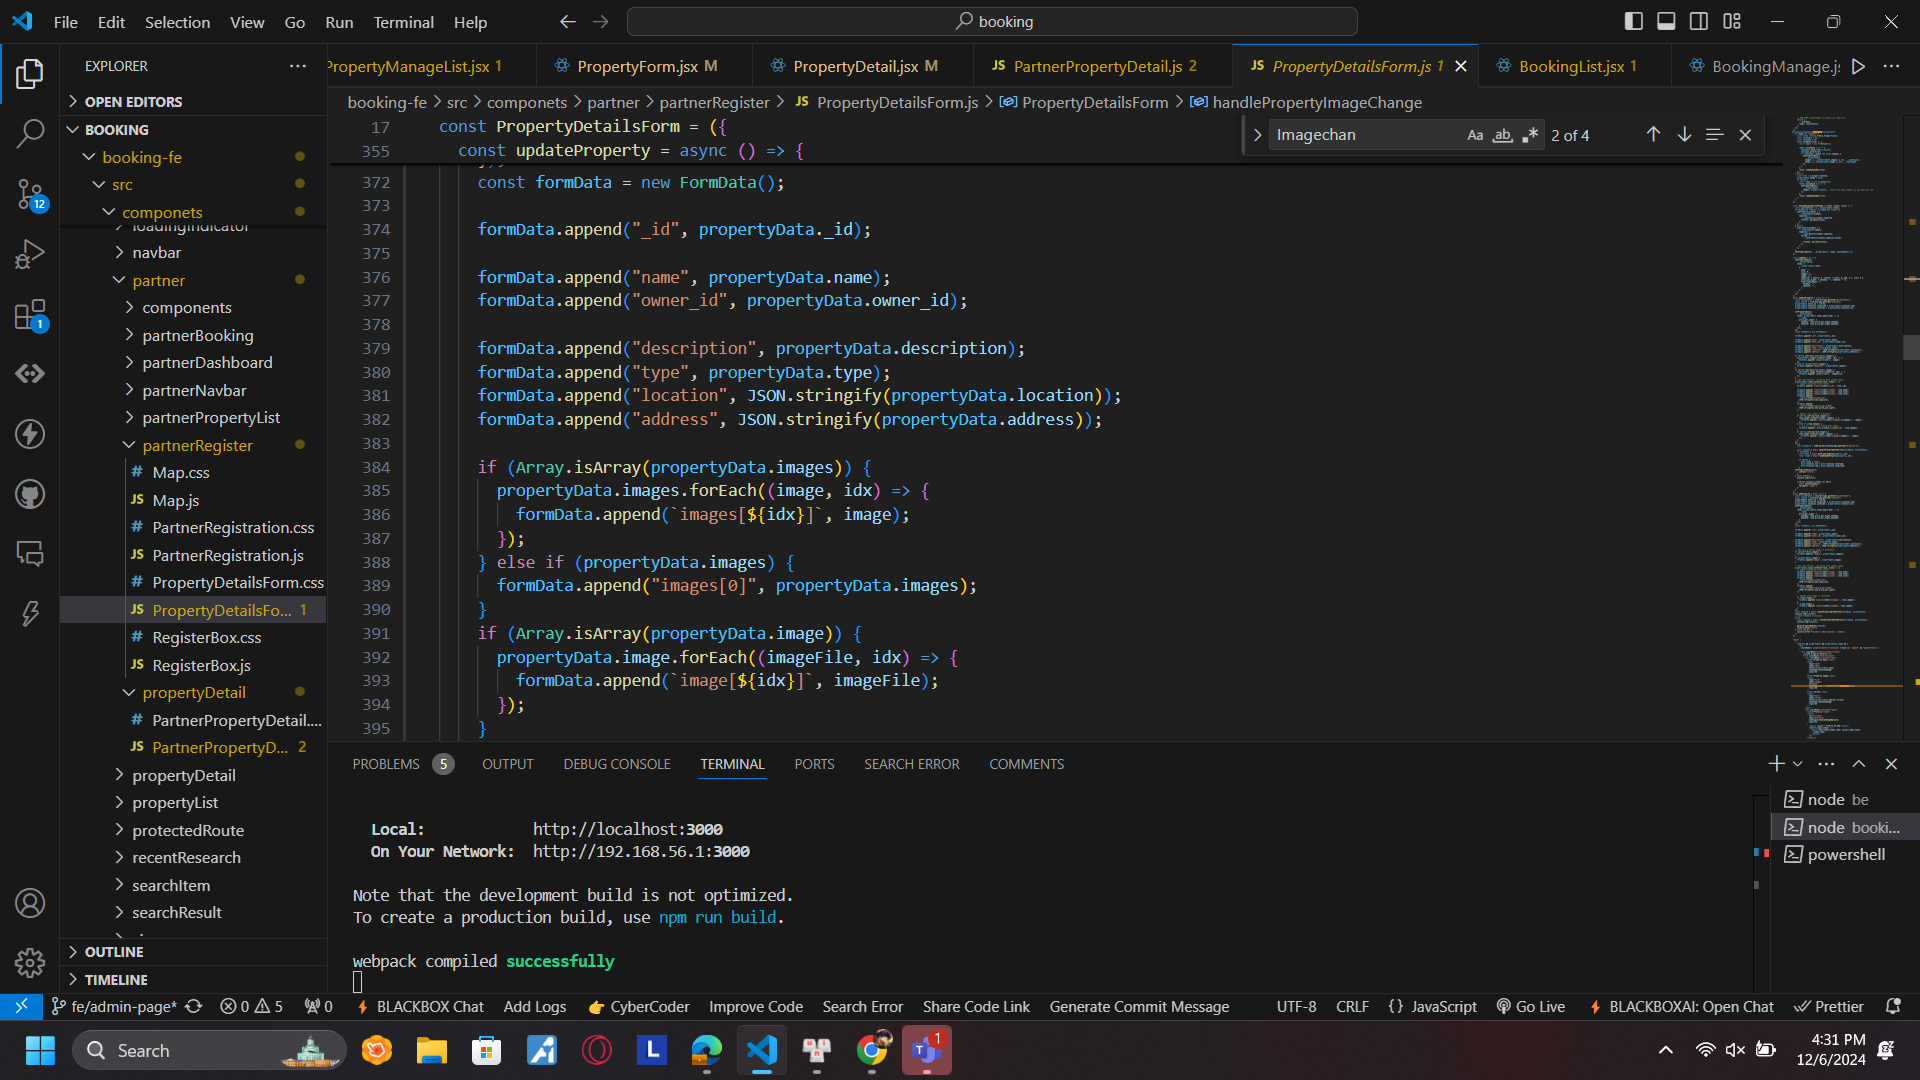 File Edit Selection View Go Run Terminal Help
booking
EXPLORER
PropertyManageList.jsx 1
PropertyForm.jsx M
PropertyDetail.jsx M
PartnerPropertyDetail.js 2
PropertyDetailsForm.js 1
BookingList.jsx 1
BookingManage.js
booking-fe > src > componets > partner > partnerRegister > JS PropertyDetailsForm.js > PropertyDetailsForm > handlePropertyImageChange
Imagechan
Aa ab 2 of 4
OPEN EDITORS
BOOKING
booking-fe
src
componets
loadingIndicator
navbar
partner
components
partnerBooking
partnerDashboard
partnerNavbar
partnerPropertyList
partnerRegister
# Map.css
JS Map.js
# PartnerRegistration.css
JS PartnerRegistration.js
# PropertyDetailsForm.css
JS PropertyDetailsFo... 1
# RegisterBox.css
JS RegisterBox.js
propertyDetail
# PartnerPropertyDetail....
JS PartnerPropertyD... 2
propertyDetail
propertyList
protectedRoute
recentResearch
searchItem
searchResult
OUTLINE
TIMELINE
12
1
17 const PropertyDetailsForm = ({
355 const updateProperty = async () => {
372 const formData = new FormData();
373
374 formData.append("_id", propertyData._id);
375
376 formData.append("name", propertyData.name);
377 formData.append("owner_id", propertyData.owner_id);
378
379 formData.append("description", propertyData.description);
380 formData.append("type", propertyData.type);
381 formData.append("location", JSON.stringify(propertyData.location));
382 formData.append("address", JSON.stringify(propertyData.address));
383
384 if (Array.isArray(propertyData.images)) {
385 propertyData.images.forEach((image, idx) => {
386 formData.append(`images[${idx}]`, image);
387 });
388 } else if (propertyData.images) {
389 formData.append("images[0]", propertyData.images);
390 }
391 if (Array.isArray(propertyData.image)) {
392 propertyData.image.forEach((imageFile, idx) => {
393 formData.append(`image[${idx}]`, imageFile);
394 });
395 }
PROBLEMS 5 OUTPUT DEBUG CONSOLE TERMINAL PORTS SEARCH ERROR COMMENTS
Local: http://localhost:3000
On Your Network: http://192.168.56.1:3000
Note that the development build is not optimized.
To create a production build, use npm run build.
webpack compiled successfully
node be
node booki...
powershell
fe/admin-page* 0 5 0 BLACKBOX Chat Add Logs CyberCoder Improve Code Search Error Share Code Link Generate Commit Message UTF-8 CRLF {} JavaScript Go Live BLACKBOXAI: Open Chat Prettier
Search
L
T
1
4:31 PM
12/6/2024